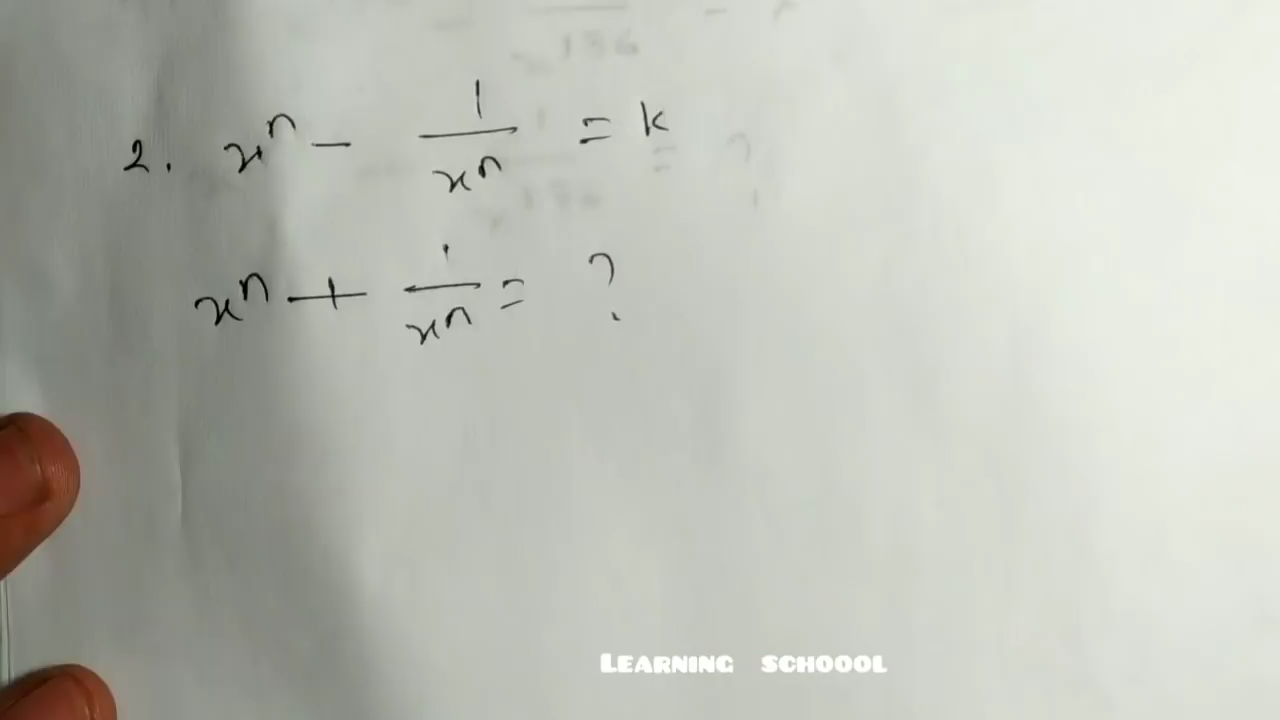 2. xⁿ - 1/xⁿ = k
xⁿ + 1/xⁿ = ?
LEARNING SCHOOOL